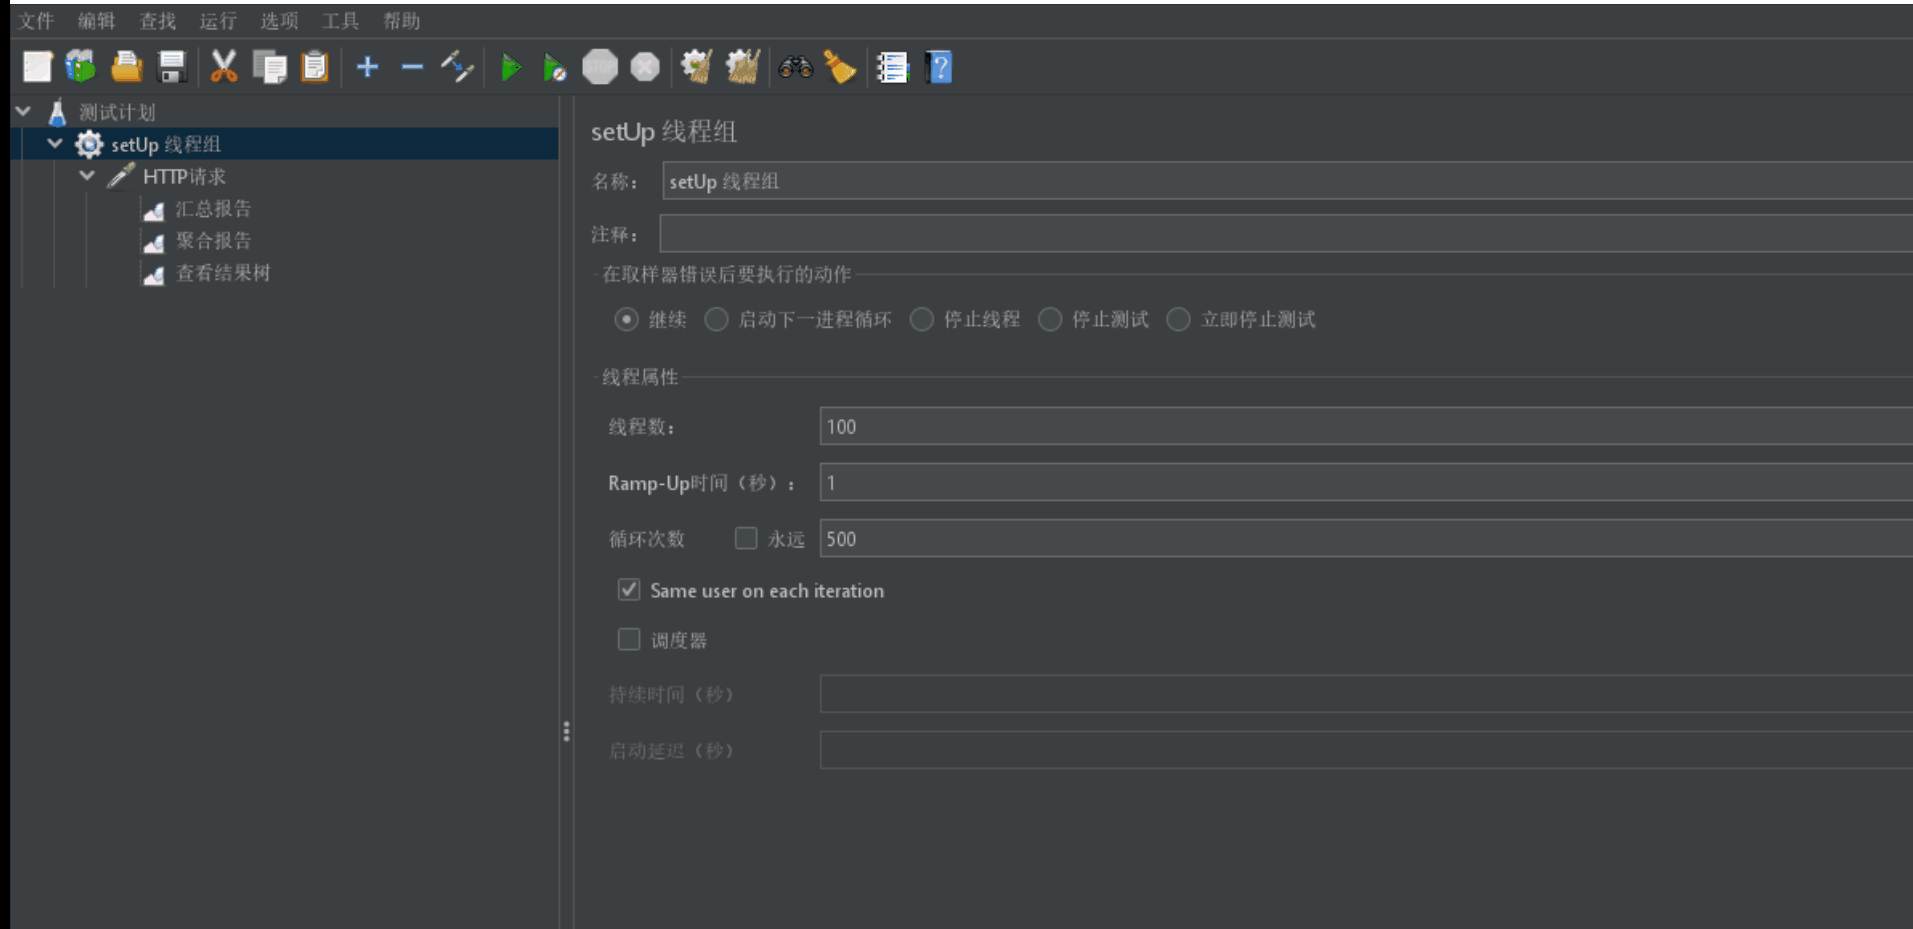 文件 编辑 查找 运行 选项 工具 帮助
STOP
测试计划
setUp 线程组
HTTP请求
汇总报告
聚合报告
查看结果树
setUp 线程组
名称： setUp 线程组
注释：
在取样器错误后要执行的动作
继续 启动下一进程循环 停止线程 停止测试 立即停止测试
线程属性
线程数： 100
Ramp-Up时间（秒）： 1
循环次数 永远 500
Same user on each iteration
调度器
持续时间（秒）
启动延迟（秒）